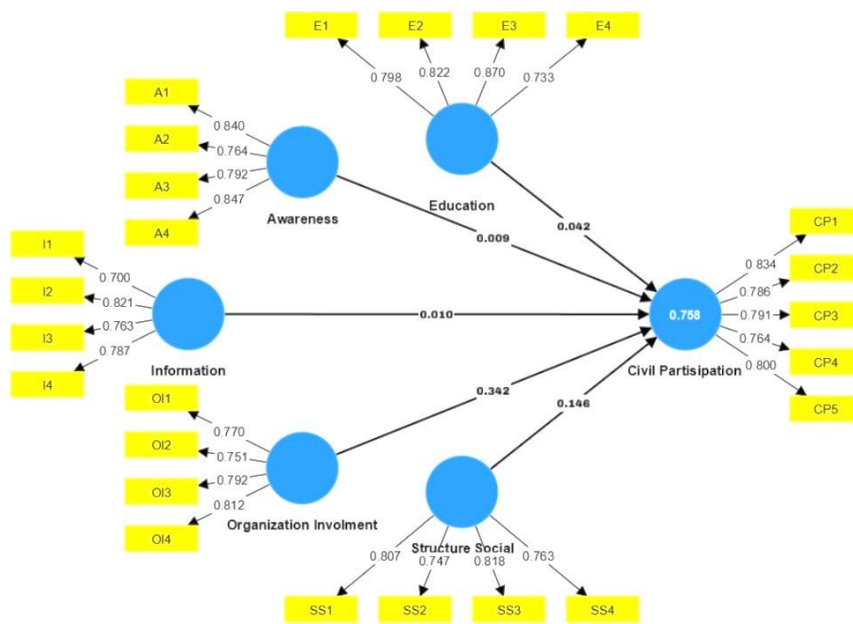 E1
E2
E3
E4
0.798
0.822
0.870
0.733
Education
A1
A2
A3
A4
0.840
0.764
0.792
0.847
Awareness
I1
I2
I3
I4
0.700
0.821
0.763
0.787
Information
OI1
OI2
OI3
OI4
0.770
0.751
0.792
0.812
Organization Involment
0.009
0.042
0.010
0.342
0.146
0.758
Civil Partisipation
CP1
CP2
CP3
CP4
CP5
0.834
0.786
0.791
0.764
0.800
Structure Social
0.807
0.747
0.818
0.763
SS1
SS2
SS3
SS4